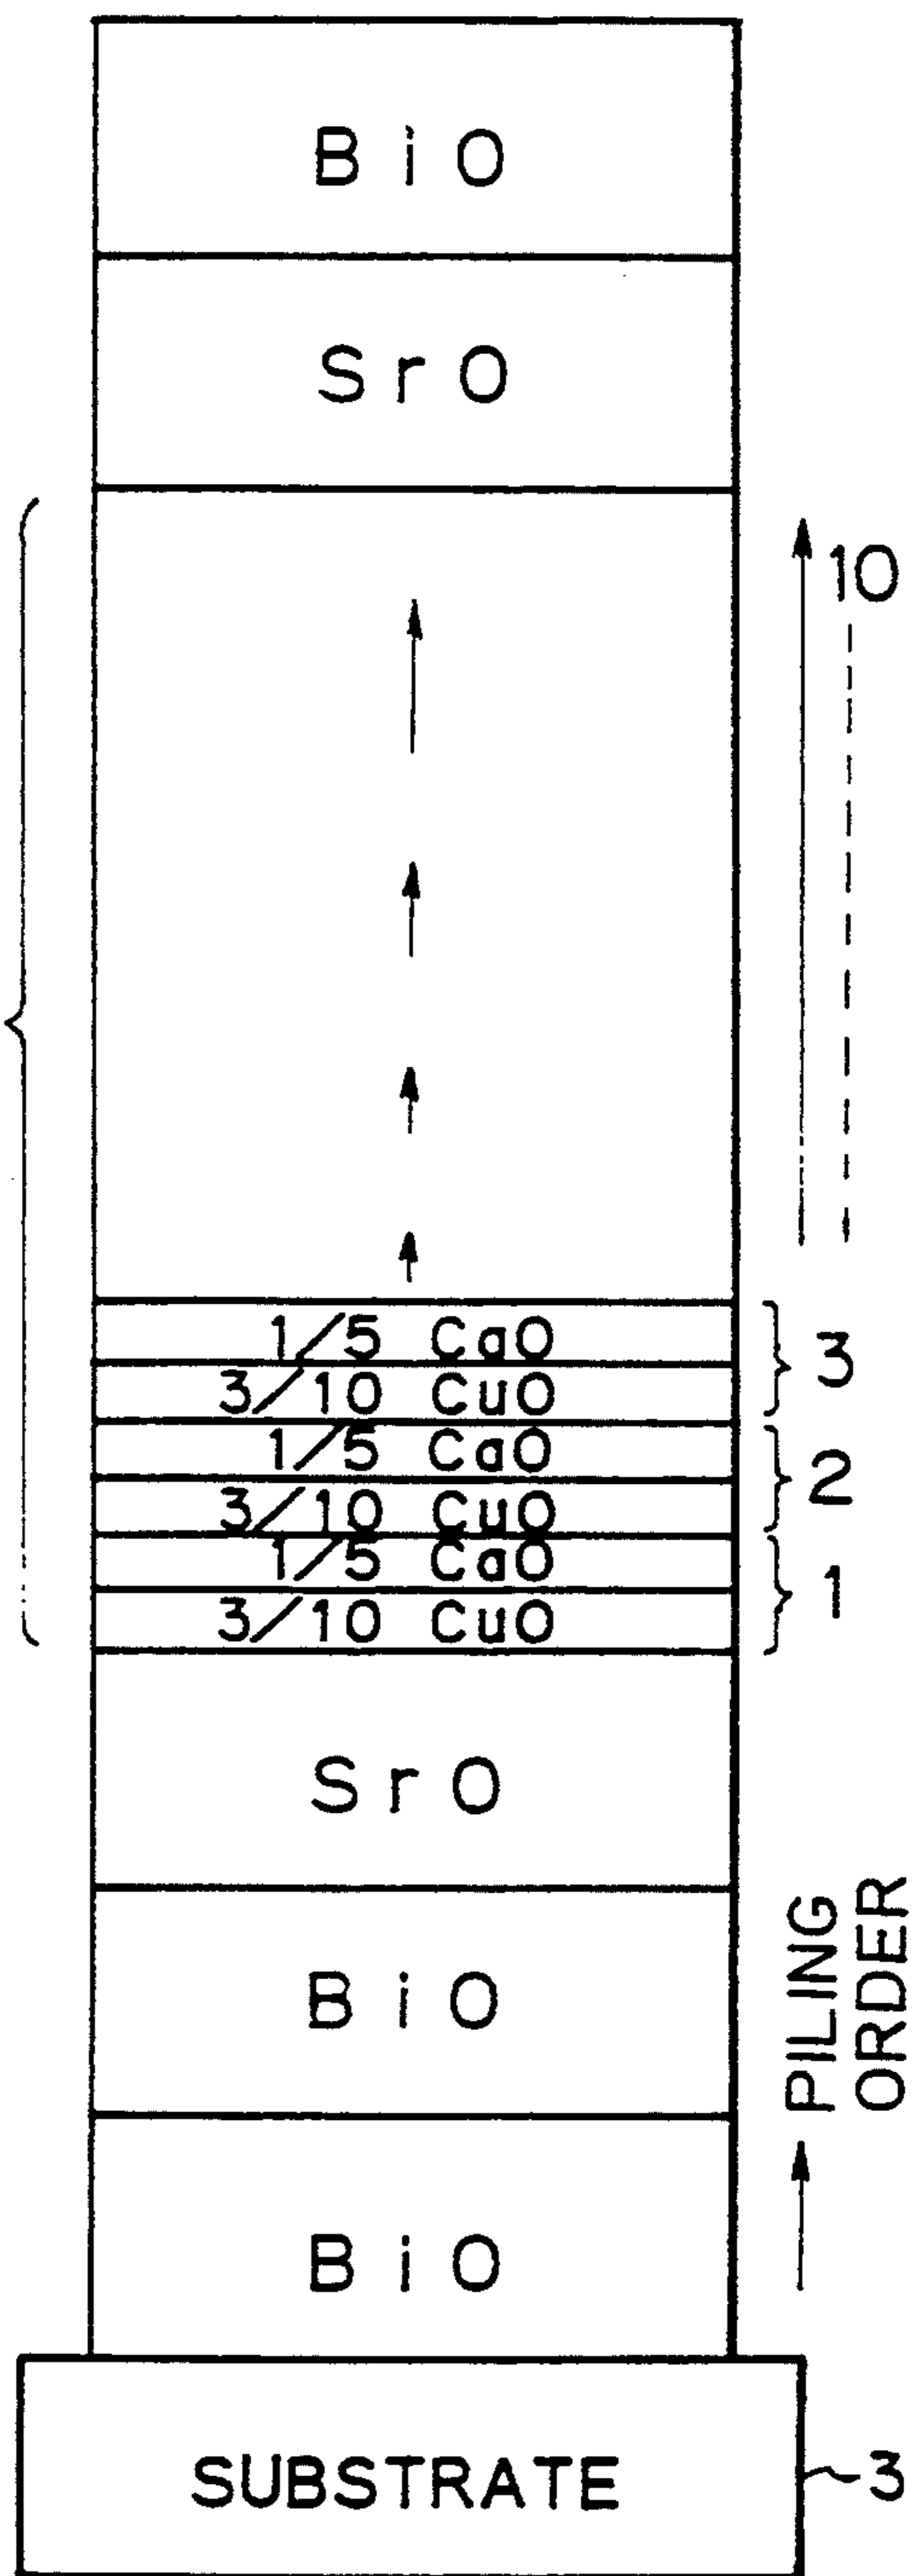 BiO
SrO
10
1/5 CaO
3/10 CuO
3
1/5 CaO
3/10 CuO
2
1/5 CaO
3/10 CuO
1
SrO
BiO
PILING
ORDER
BiO
SUBSTRATE
3